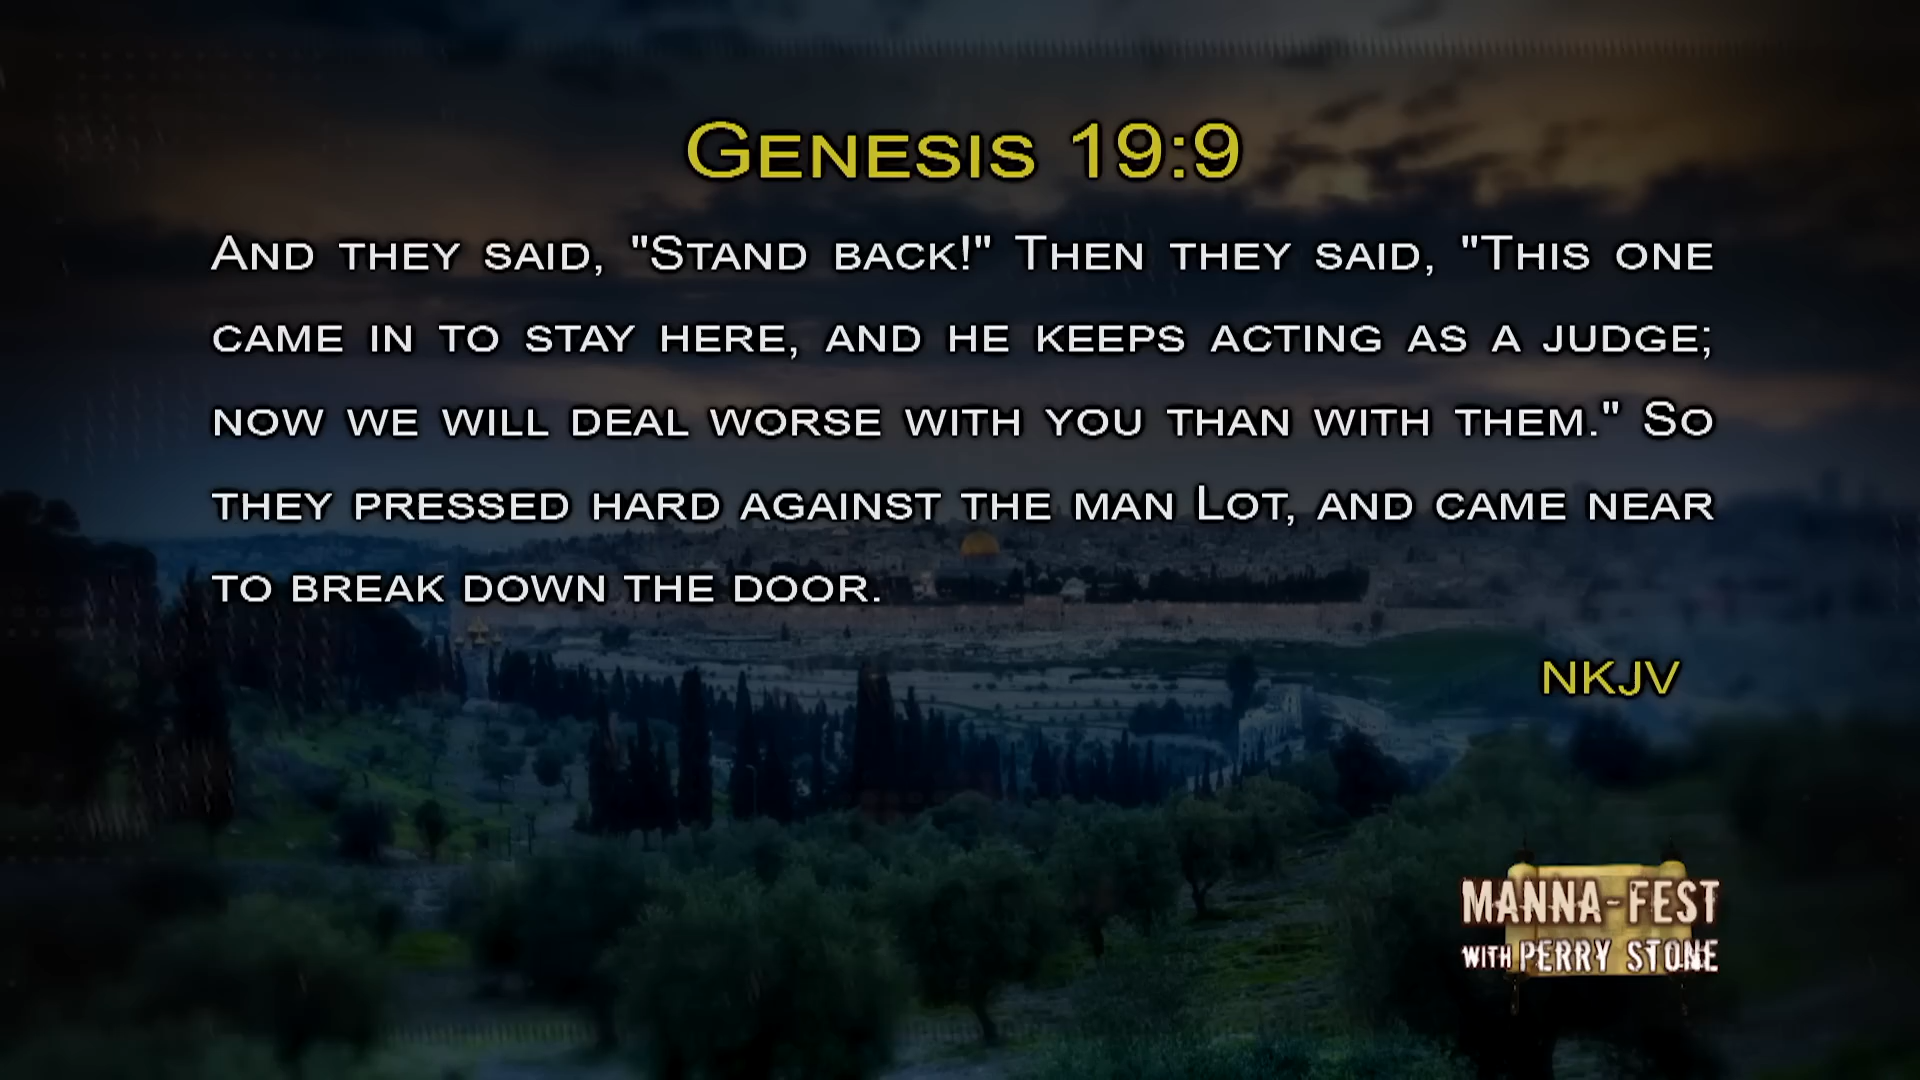 Genesis 19:9
And they said, "Stand back!" Then they said, "This one
came in to stay here, and he keeps acting as a judge;
now we will deal worse with you than with them." So
they pressed hard against the man Lot, and came near
to break down the door.
NKJV
MANNA-FEST
WITH PERRY STONE